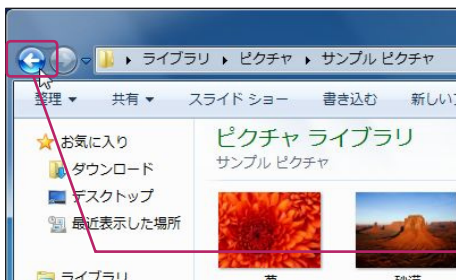 ライブラリ ▸ ピクチャ ▸ サンプル ピクチャ
整理 ▼ 共有 ▼ スライド ショー 書き込む 新しい
お気に入り
ダウンロード
デスクトップ
最近表示した場所
ライブラリ
ピクチャ ライブラリ
サンプル ピクチャ
菊
砂漠